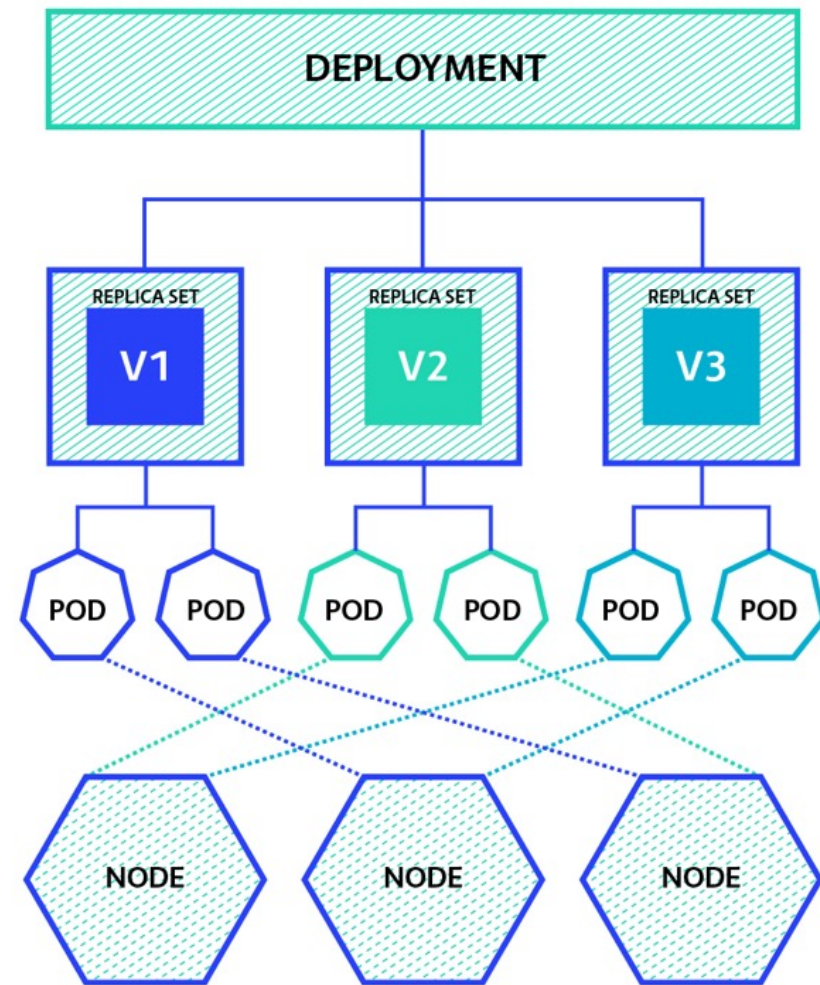 DEPLOYMENT
REPLICA SET
V1
REPLICA SET
V2
REPLICA SET
V3
POD
POD
POD
POD
POD
POD
NODE
NODE
NODE